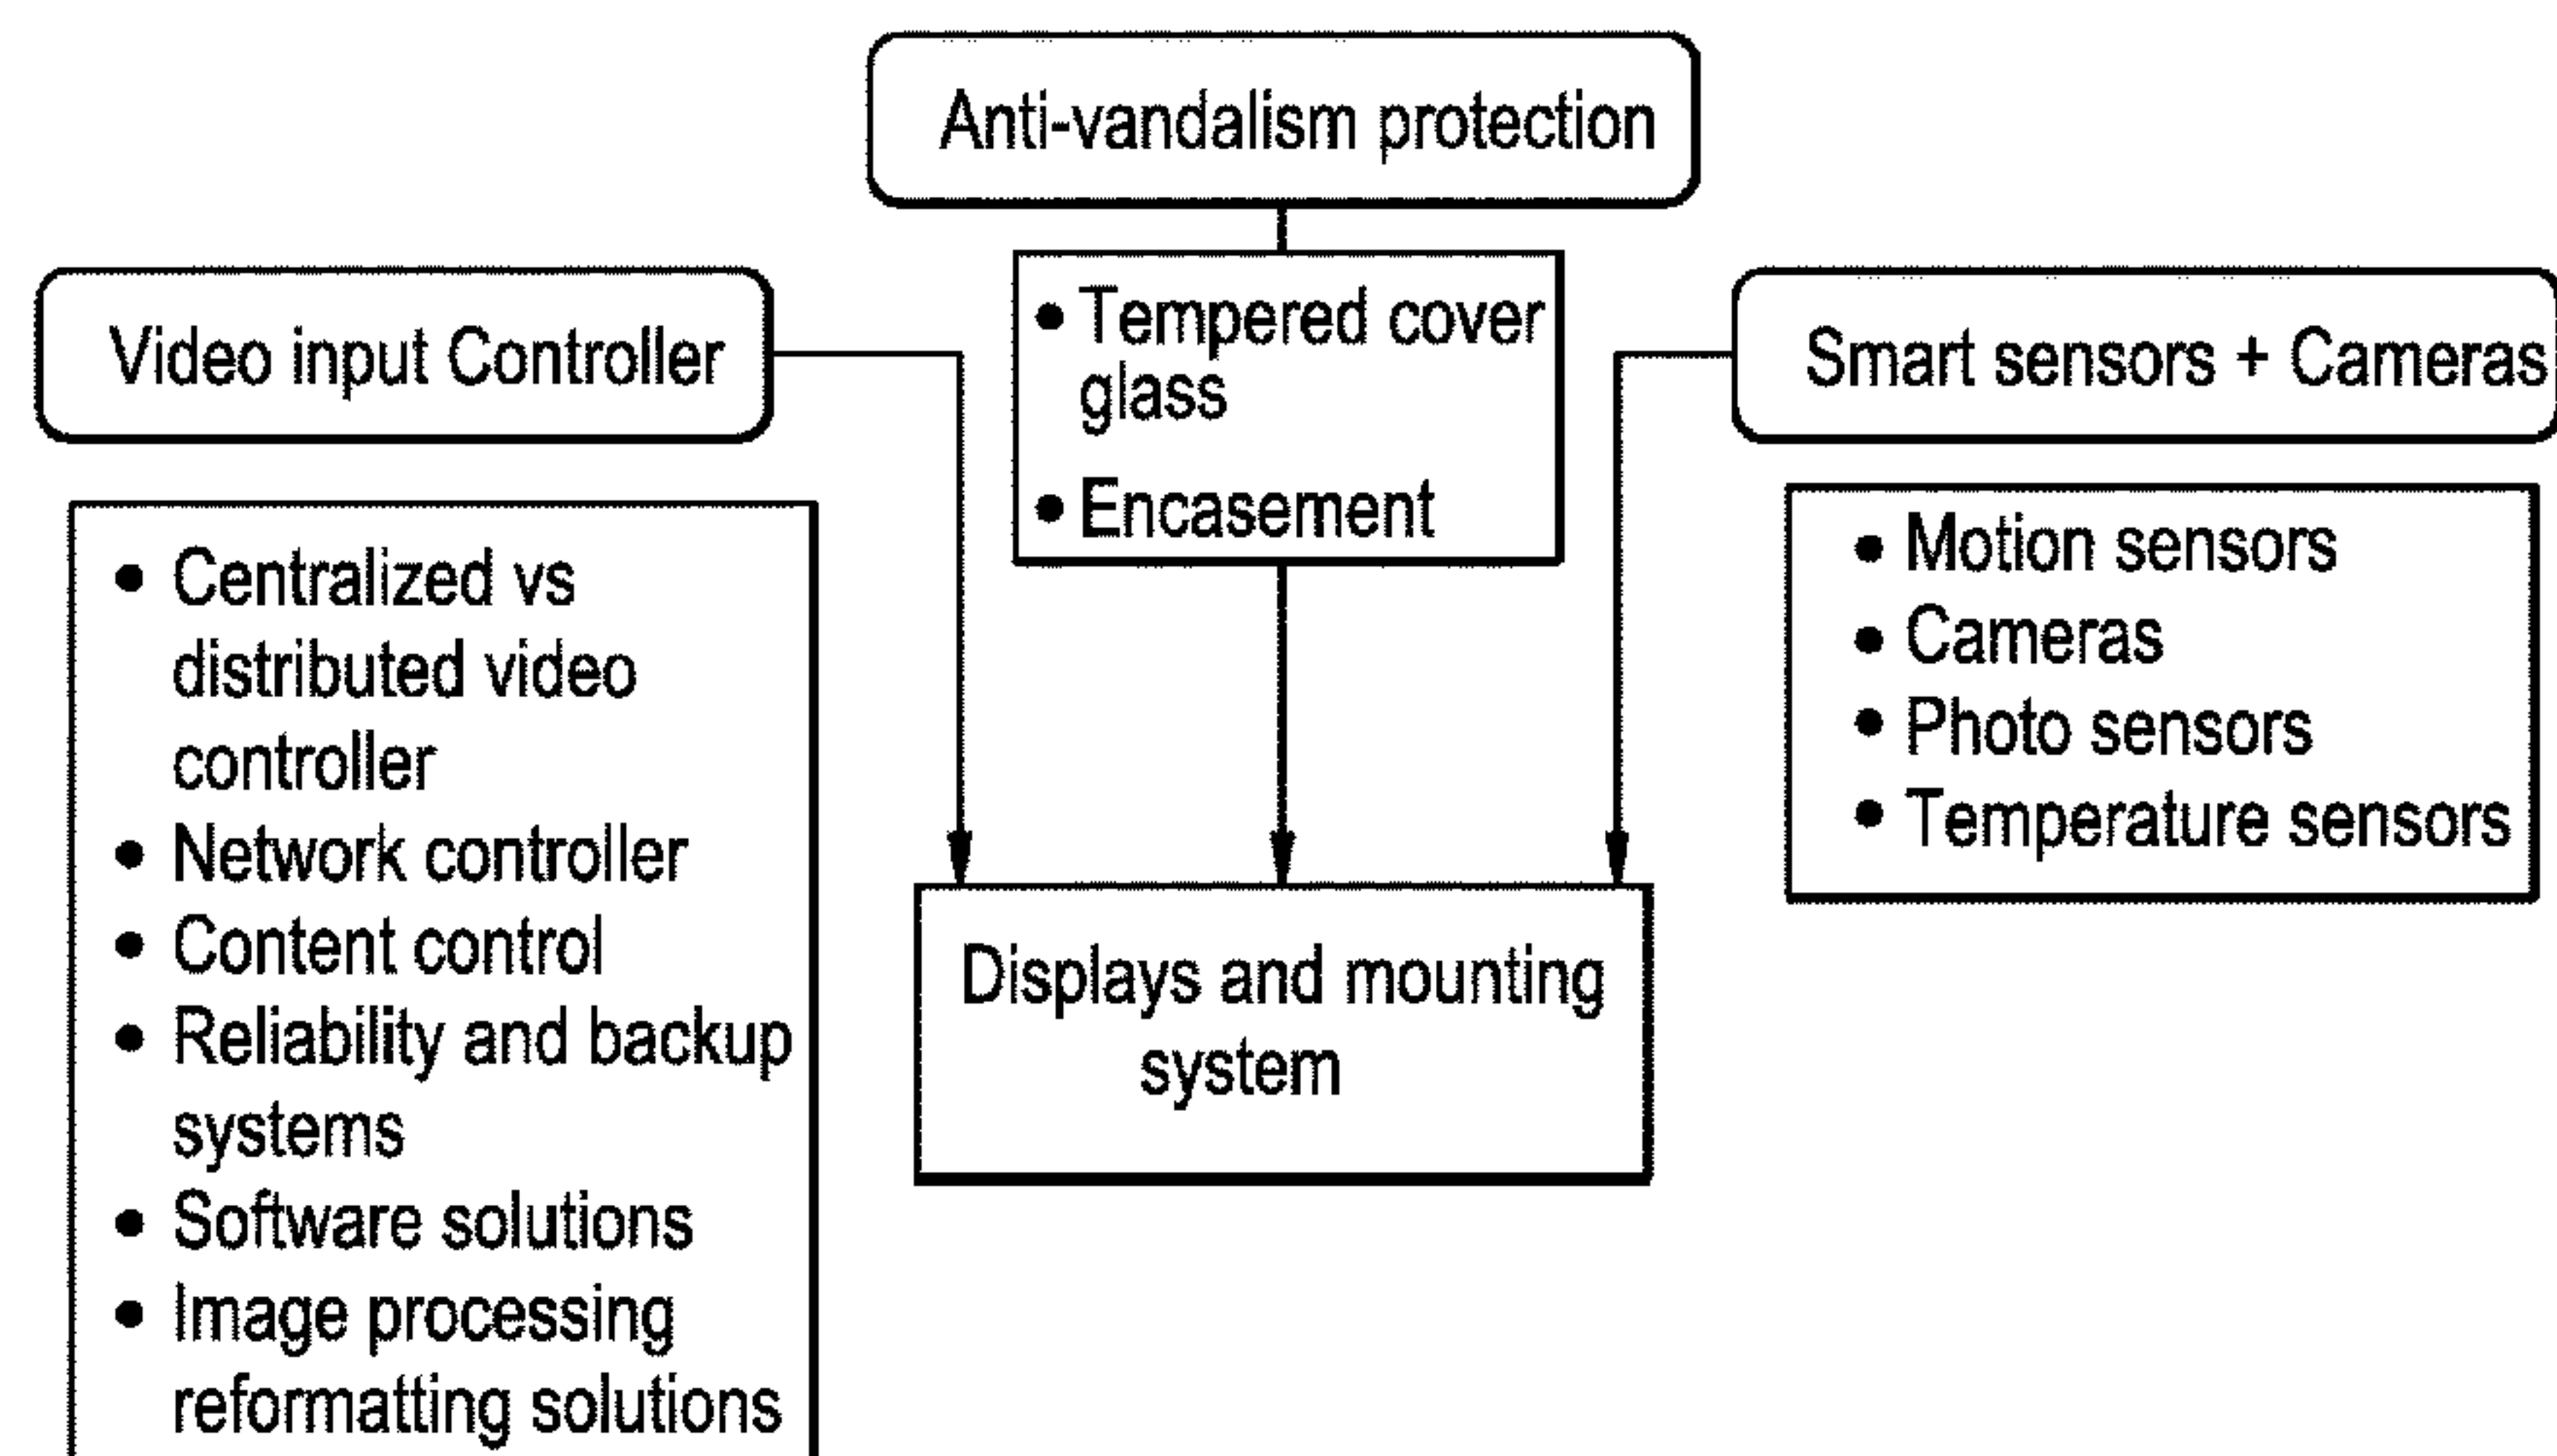 Anti-vandalism protection
Video input Controller
• Tempered cover
glass
• Encasement
Smart sensors + Cameras
• Centralized vs
distributed video
controller
• Network controller
• Content control
• Reliability and backup
systems
• Software solutions
• Image processing
reformatting solutions
• Motion sensors
• Cameras
• Photo sensors
• Temperature sensors
Displays and mounting
system